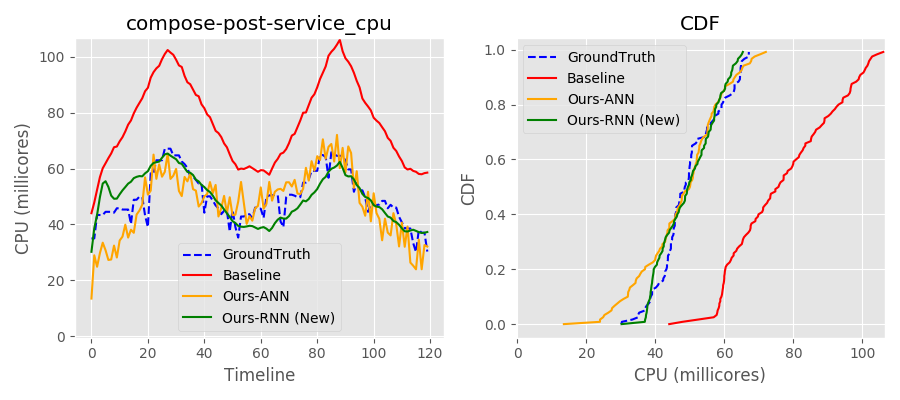 compose-post-service_cpu
CPU (millicores)
100
80
60
40
20
0
GroundTruth
Baseline
Ours-ANN
Ours-RNN (New)
0 20 40 60 80 100 120
Timeline
CDF
CDF
1.0
0.8
0.6
0.4
0.2
0.0
GroundTruth
Baseline
Ours-ANN
Ours-RNN (New)
0 20 40 60 80 100
CPU (millicores)